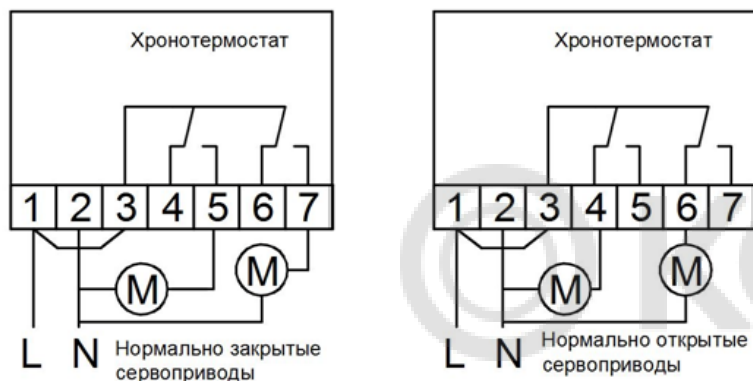 Хронотермостат
1 2 3 4 5 6 7
M
M
L N
Нормально закрытые
сервоприводы
Хронотермостат
1 2 3 4 5 6 7
M
M
L N
Нормально открытые
сервоприводы